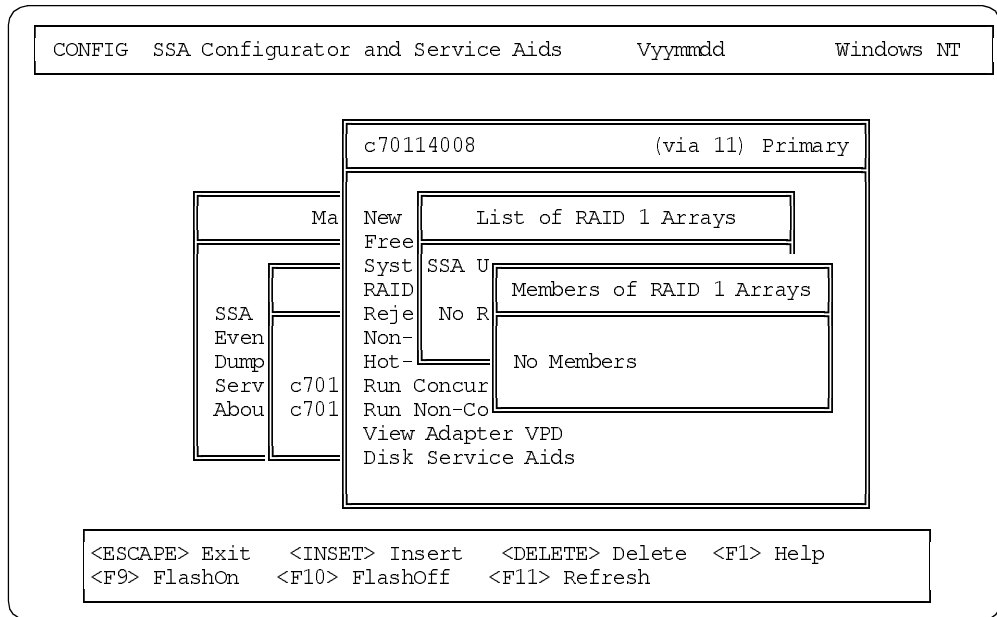 CONFIG SSA Configurator and Service Aids Vyymmdd Windows NT
c70114008 (via 11) Primary
Ma
New
List of RAID 1 Arrays
Free
Syst
SSA U
RAID
Members of RAID 1 Arrays
SSA
Reje
No R
Even
Non-
Dump
Hot-
No Members
Serv
c701
Run Concur
Abou
c701
Run Non-Co
View Adapter VPD
Disk Service Aids
<ESCAPE> Exit <INSET> Insert <DELETE> Delete <F1> Help
<F9> FlashOn <F10> FlashOff <F11> Refresh